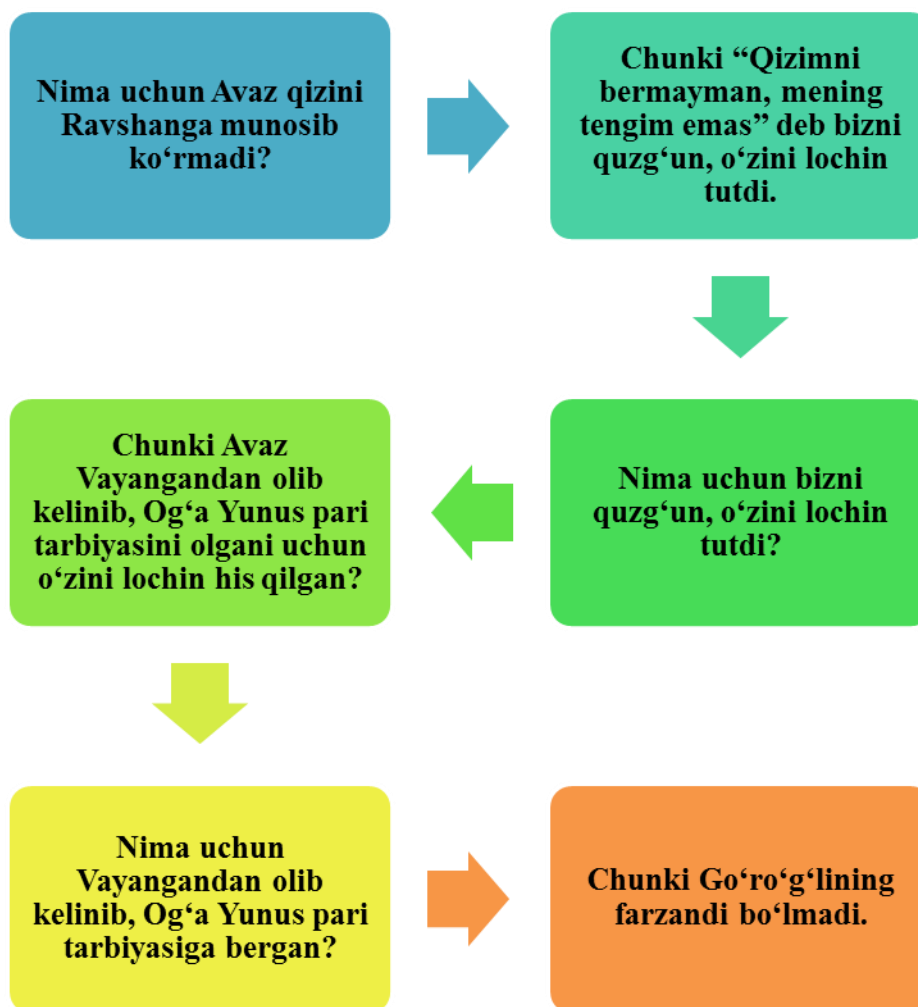 Nima uchun Avaz qizini
Ravshanga munosib
ko‘rmadi?
Chunki “Qizimni
bermayman, mening
tengim emas” deb bizni
quzg‘un, o‘zini lochin
tutdi.
Nima uchun bizni
quzg‘un, o‘zini lochin
tutdi?
Chunki Avaz
Vayangandan olib
kelinib, Og‘a Yunus pari
tarbiyasini olgani uchun
o‘zini lochin his qilgan?
Nima uchun
Vayangandan olib
kelinib, Og‘a Yunus pari
tarbiyasiga bergan?
Chunki Go‘ro‘g‘lining
farzandi bo‘lmadi.